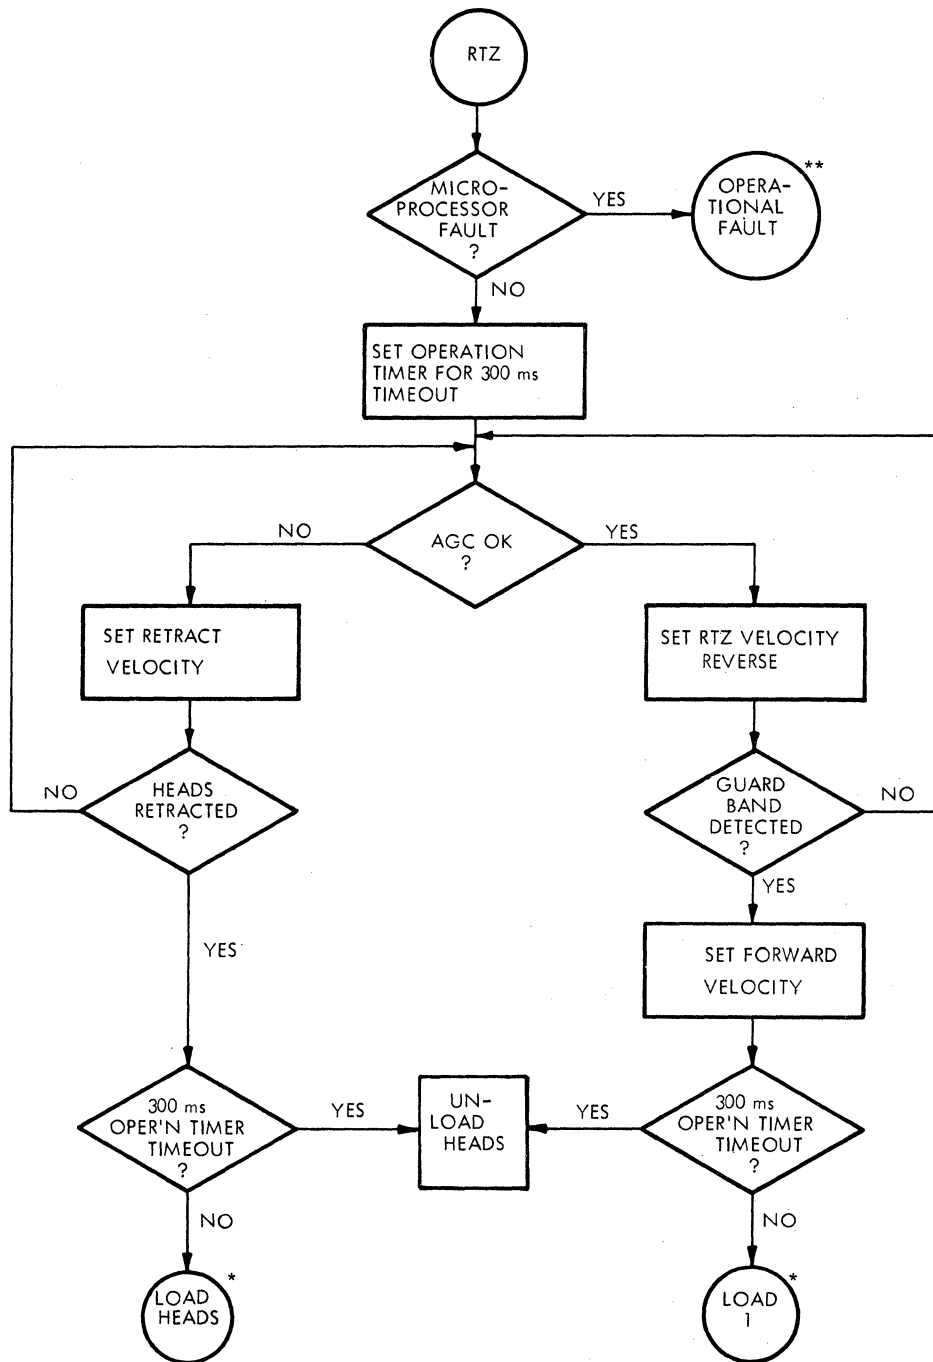 RTZ
MICRO-
PROCESSOR
FAULT
?
YES
OPERA-
TIONAL
FAULT
**
NO
SET OPERATION
TIMER FOR 300 ms
TIMEOUT
AGC OK
?
NO
YES
SET RETRACT
VELOCITY
SET RTZ VELOCITY
REVERSE
HEADS
RETRACTED
?
NO
GUARD
BAND
DETECTED
?
NO
YES
YES
SET FORWARD
VELOCITY
300 ms
OPER'N TIMER
TIMEOUT
?
YES
UN-
LOAD
HEADS
YES
300 ms
OPER'N TIMER
TIMEOUT
?
NO
NO
LOAD
HEADS
*
LOAD
1
*